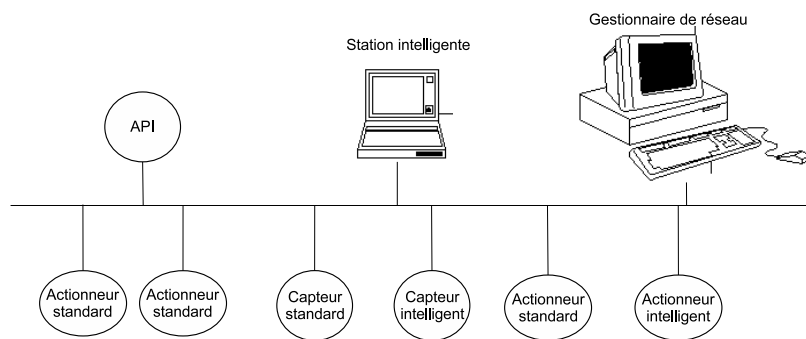 Gestionnaire de réseau
Station intelligente
API
Actionneur
standard
Actionneur
standard
Capteur
standard
Capteur
intelligent
Actionneur
standard
Actionneur
intelligent